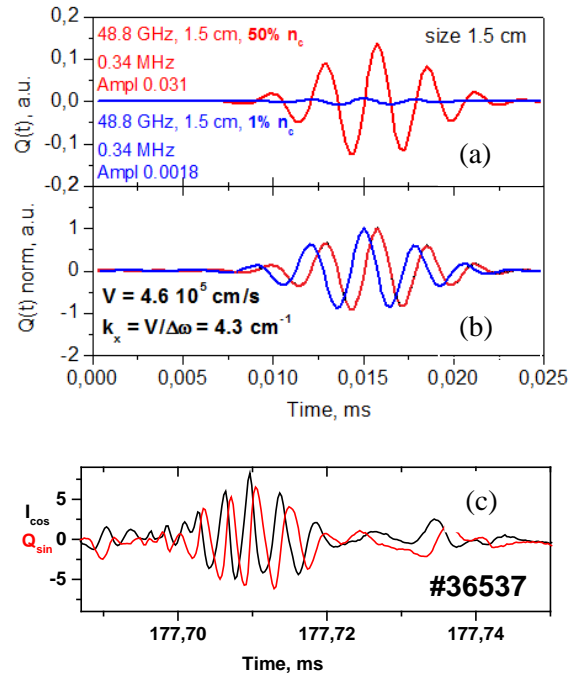 0,2
0,1
0,0
-0,1
-0,2
Q(t), a.u.
48.8 GHz, 1.5 cm, 50% n_c
0.34 MHz
Ampl 0.031
48.8 GHz, 1.5 cm, 1% n_c
0.34 MHz
Ampl 0.0018
size 1.5 cm
(a)
1
0
-1
-2
Q(t) norm, a.u.
V = 4.6 10⁵ cm/s
k_x = V/Δω = 4.3 cm⁻¹
(b)
0,000 0,005 0,010 0,015 0,020 0,025
Time, ms
I_cos
Q_sin
5
0
-5
(c)
#36537
177,70 177,72 177,74
Time, ms